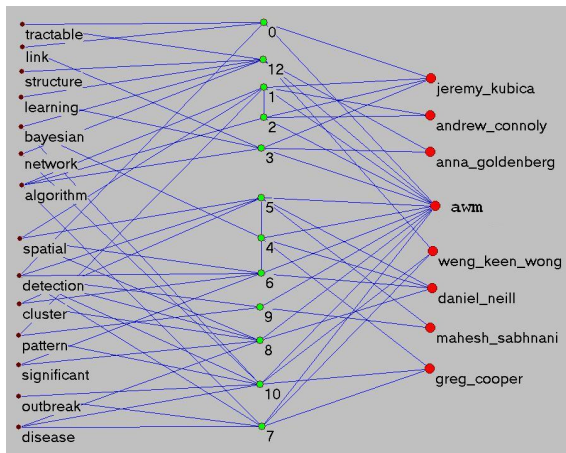 tractable
link
structure
learning
bayesian
network
algorithm
spatial
detection
cluster
pattern
significant
outbreak
disease
0
12
1
2
3
5
4
6
9
8
10
7
jeremy_kubica
andrew_connoly
anna_goldenberg
awm
weng_keen_wong
daniel_neill
mahesh_sabhnani
greg_cooper